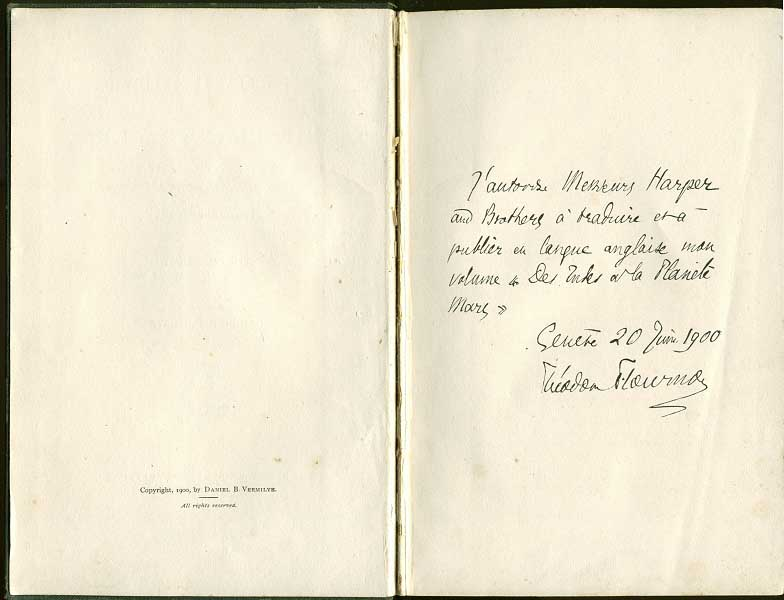 Copyright, 1900, by DANIEL B. VERMILYE.
All rights reserved.
J'autorise Messieurs Harper
and Brothers à traduire et à
publier en langue anglaise mon
volume « Des Indes à la Planète
Mars »
Genève 20 Juin 1900
Théodore Flournoy